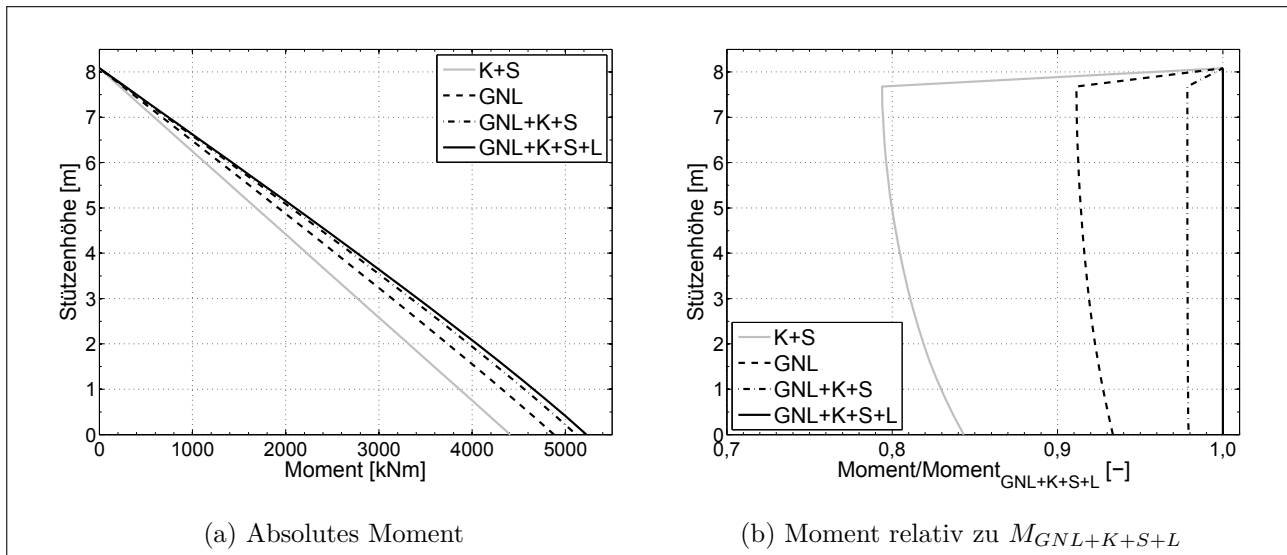 8
7
6
5
4
3
2
1
0
Stützenhöhe [m]
0 1000 2000 3000 4000 5000
Moment [kNm]
K+S
GNL
GNL+K+S
GNL+K+S+L
(a) Absolutes Moment
8
7
6
5
4
3
2
1
0
Stützenhöhe [m]
K+S
GNL
GNL+K+S
GNL+K+S+L
0,7 0,8 0,9 1,0
Moment/Moment_GNL+K+S+L [−]
(b) Moment relativ zu M_GNL+K+S+L